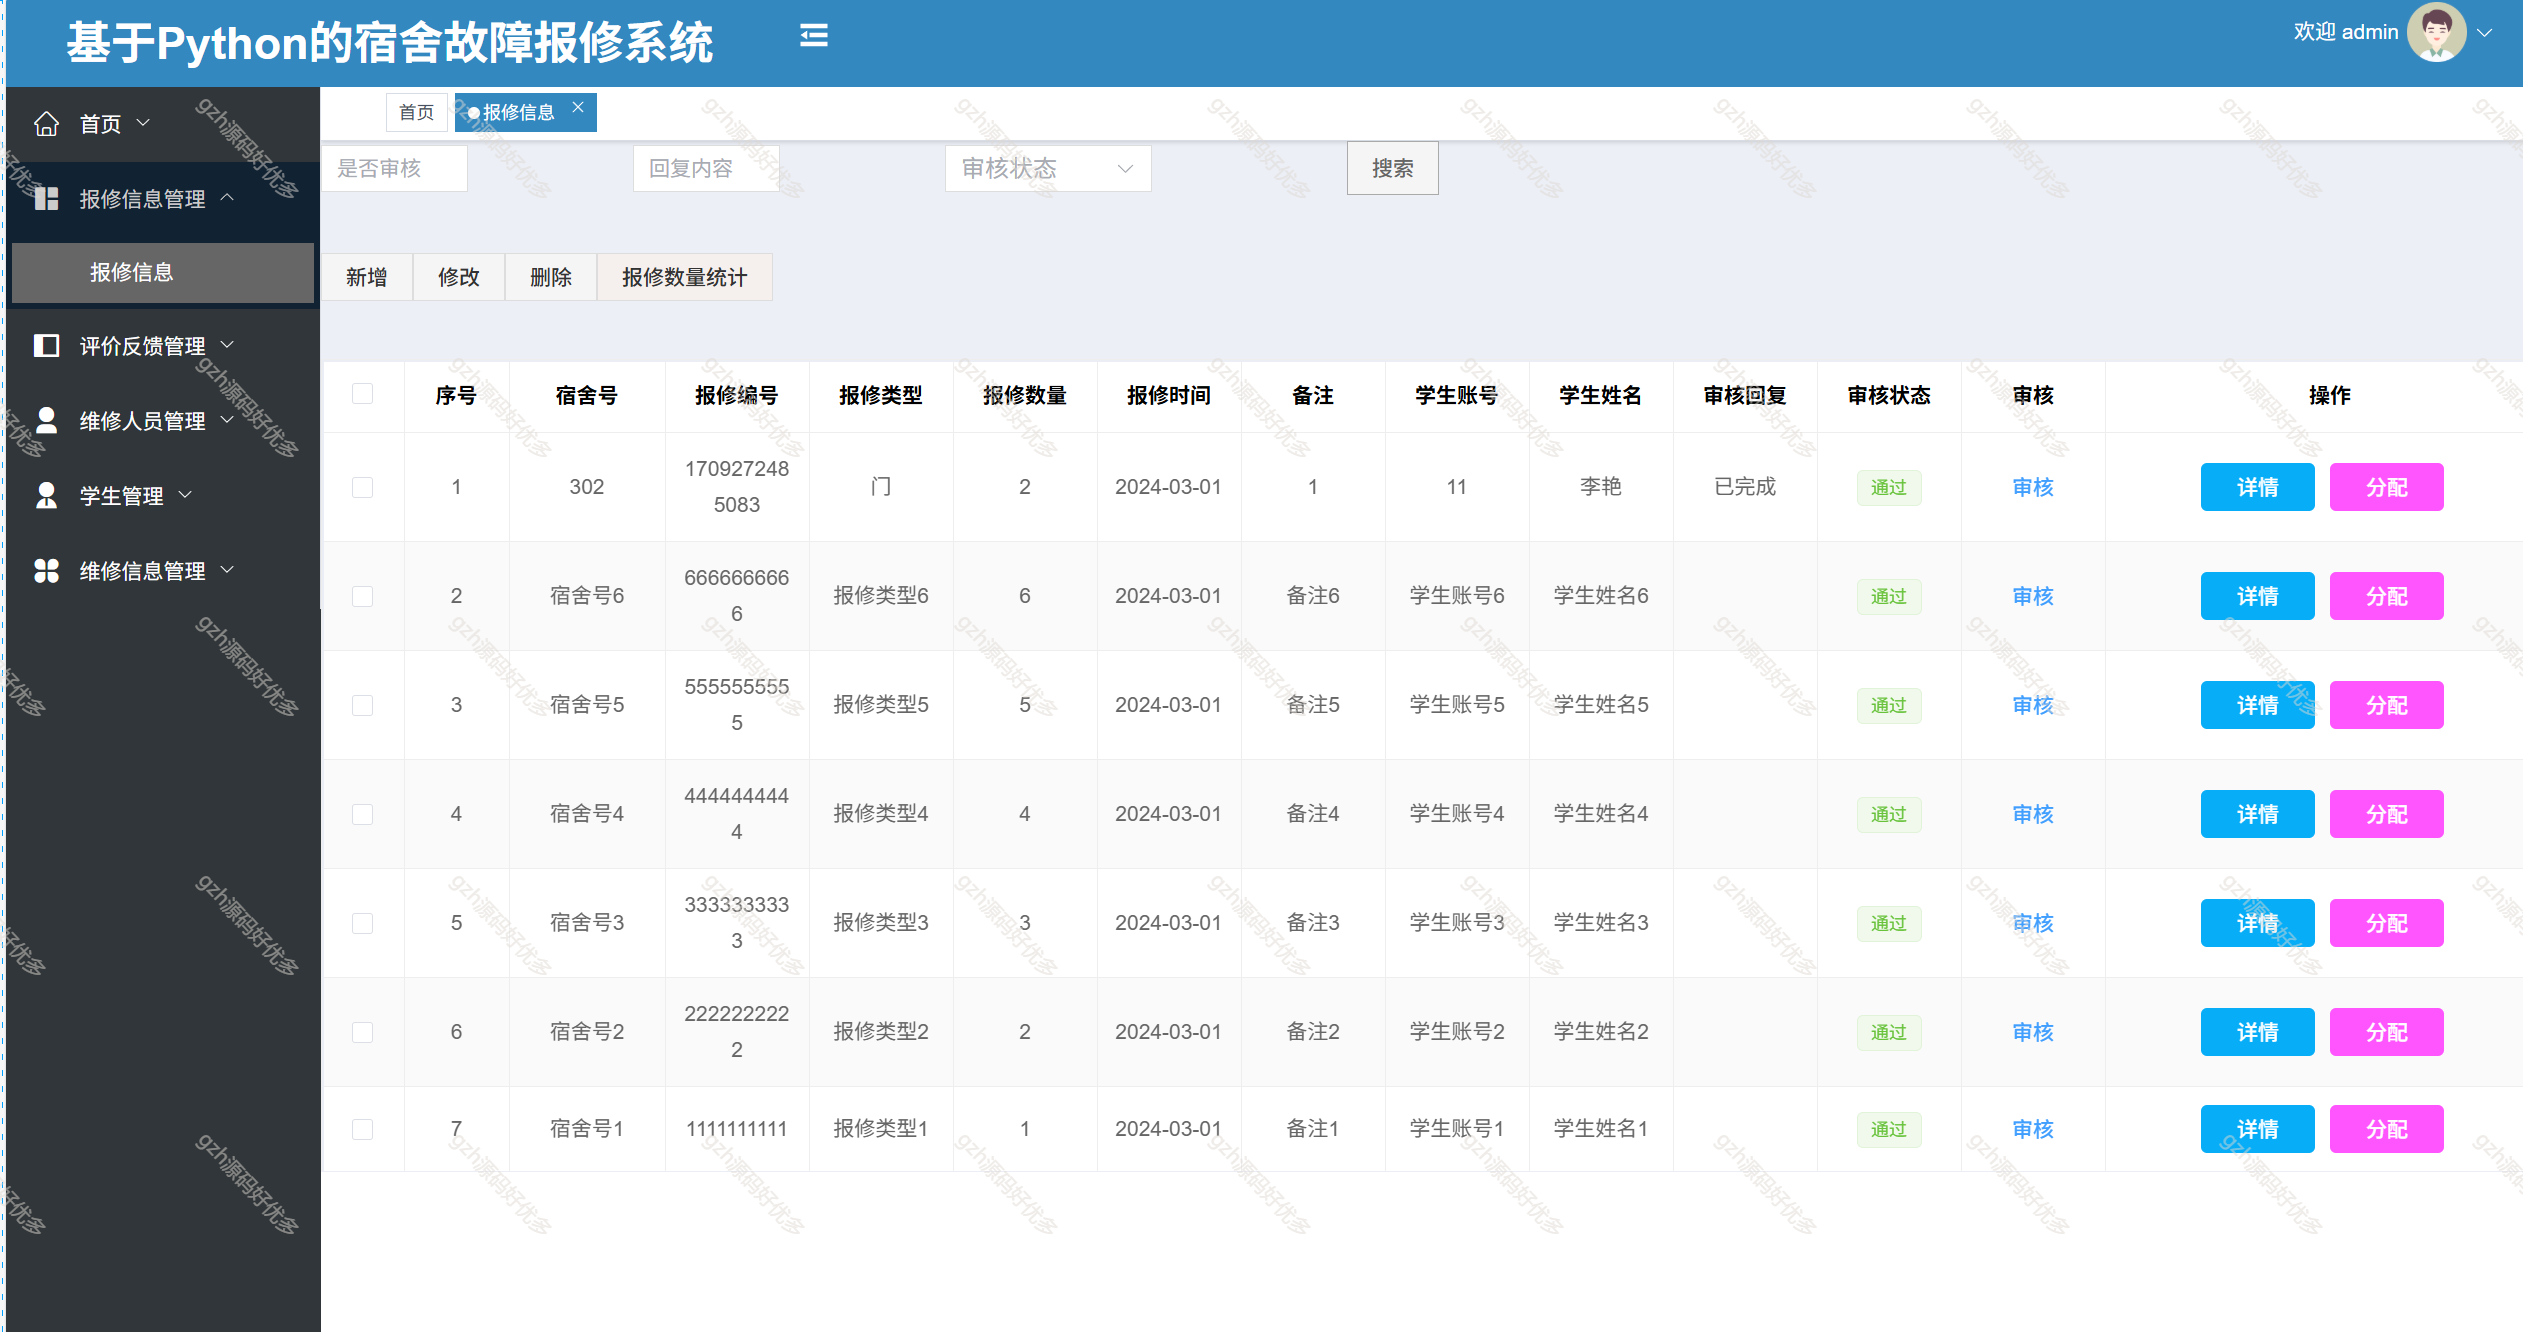 基于Python的宿舍故障报修系统
欢迎 admin
首页
报修信息管理
报修信息
评价反馈管理
维修人员管理
学生管理
维修信息管理
首页 报修信息
是否审核 回复内容 审核状态 搜索
新增 修改 删除 报修数量统计
序号 宿舍号 报修编号 报修类型 报修数量 报修时间 备注 学生账号 学生姓名 审核回复 审核状态 审核 操作
1 302 1709272485083 门 2 2024-03-01 1 11 李艳 已完成 通过 审核 详情 分配
2 宿舍号6 6666666666 报修类型6 6 2024-03-01 备注6 学生账号6 学生姓名6 通过 审核 详情 分配
3 宿舍号5 5555555555 报修类型5 5 2024-03-01 备注5 学生账号5 学生姓名5 通过 审核 详情 分配
4 宿舍号4 4444444444 报修类型4 4 2024-03-01 备注4 学生账号4 学生姓名4 通过 审核 详情 分配
5 宿舍号3 3333333333 报修类型3 3 2024-03-01 备注3 学生账号3 学生姓名3 通过 审核 详情 分配
6 宿舍号2 2222222222 报修类型2 2 2024-03-01 备注2 学生账号2 学生姓名2 通过 审核 详情 分配
7 宿舍号1 1111111111 报修类型1 1 2024-03-01 备注1 学生账号1 学生姓名1 通过 审核 详情 分配
gzh源码好优多